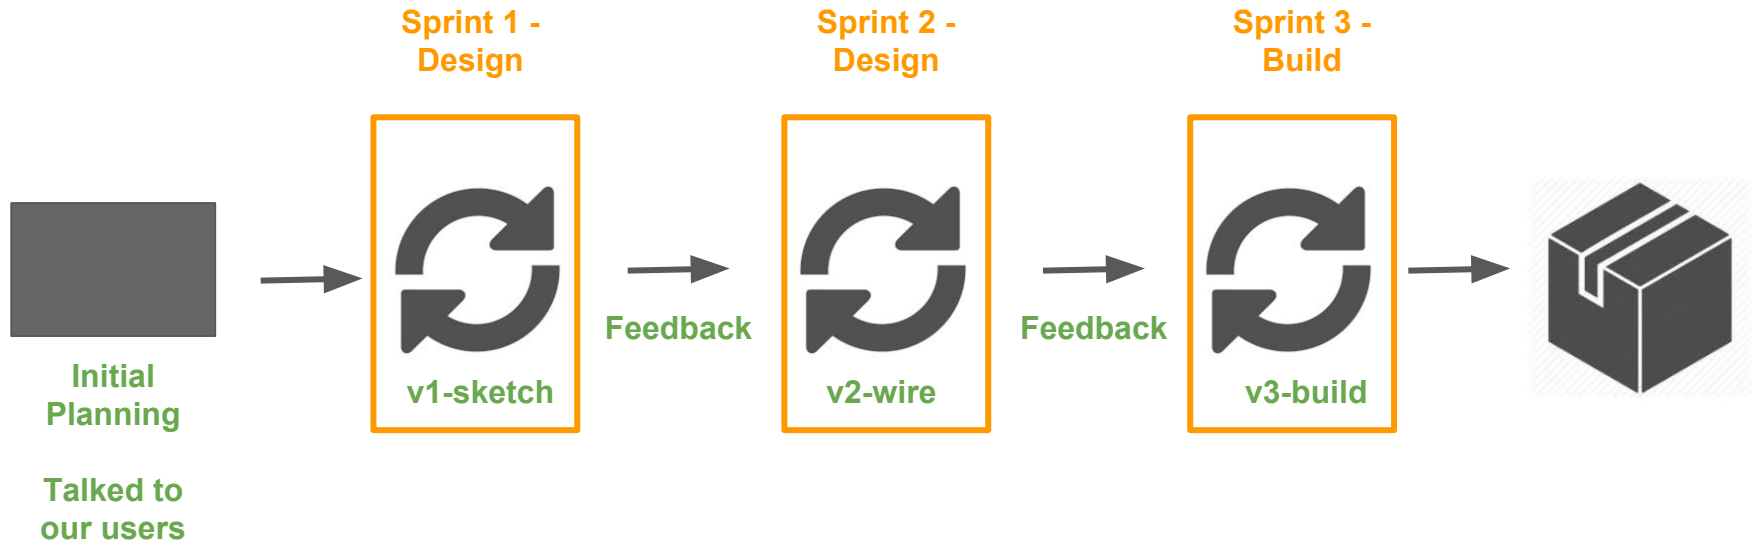 Sprint 1 -
Design
Sprint 2 -
Design
Sprint 3 -
Build
Feedback
Feedback
v1-sketch
v2-wire
v3-build
Initial
Planning
Talked to
our users